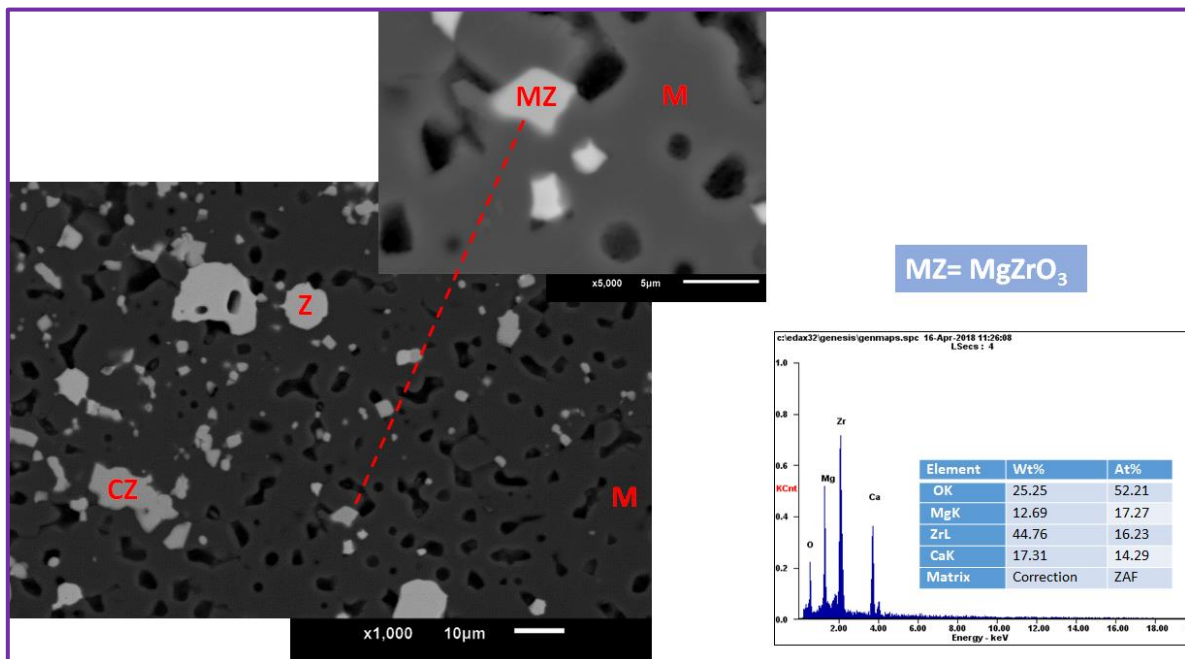 MZ
M
x5,000 5µm
Z
CZ
M
x1,000 10µm
MZ= MgZrO3
c:\edax32\genesis\genmaps.spc 16-Apr-2018 11:26:08
LSecs : 4
1.0
0.8
0.6
KCnt
0.4
0.2
0.0
O
Mg
Zr
Ca
2.00 4.00 6.00 8.00 10.00 12.00 14.00 16.00 18.00
Energy - keV
Element Wt% At%
OK 25.25 52.21
MgK 12.69 17.27
ZrL 44.76 16.23
CaK 17.31 14.29
Matrix Correction ZAF